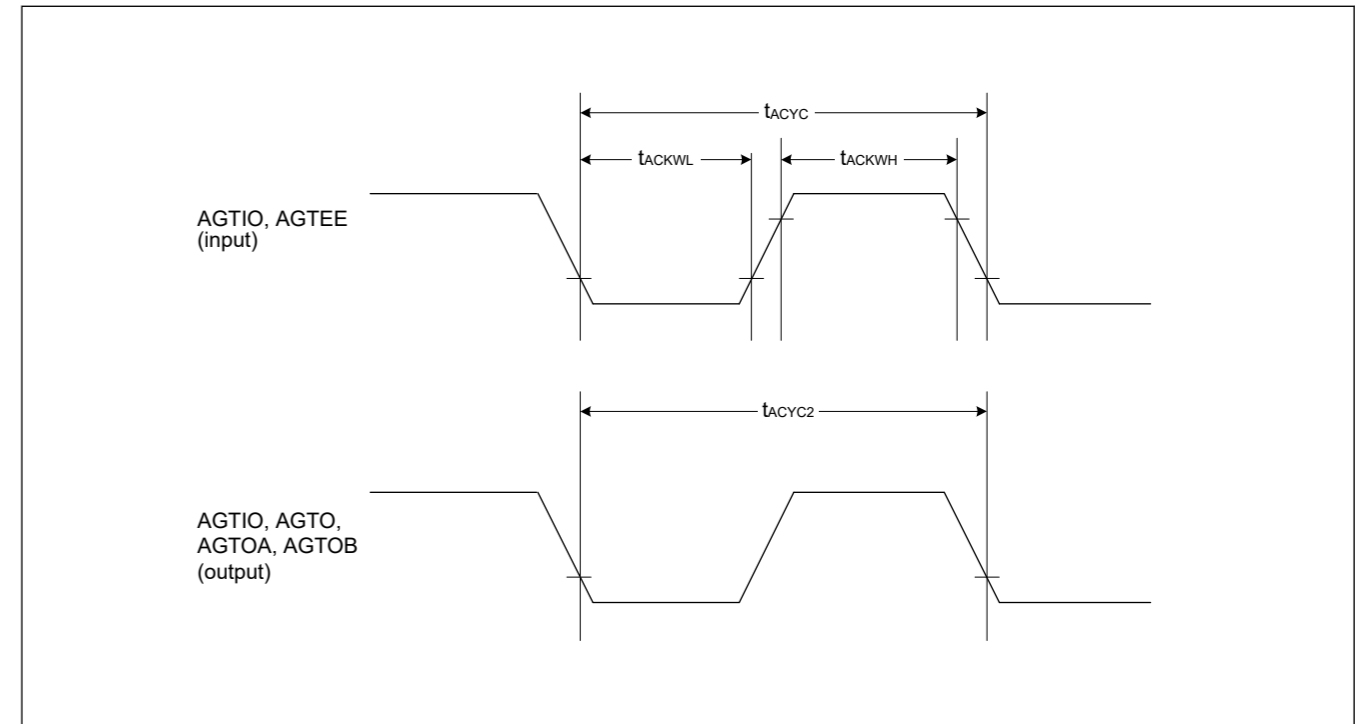 tACYC
tACKWL
tACKWH
AGTIO, AGTEE
(input)
tACYC2
AGTIO, AGTO,
AGTOA, AGTOB
(output)